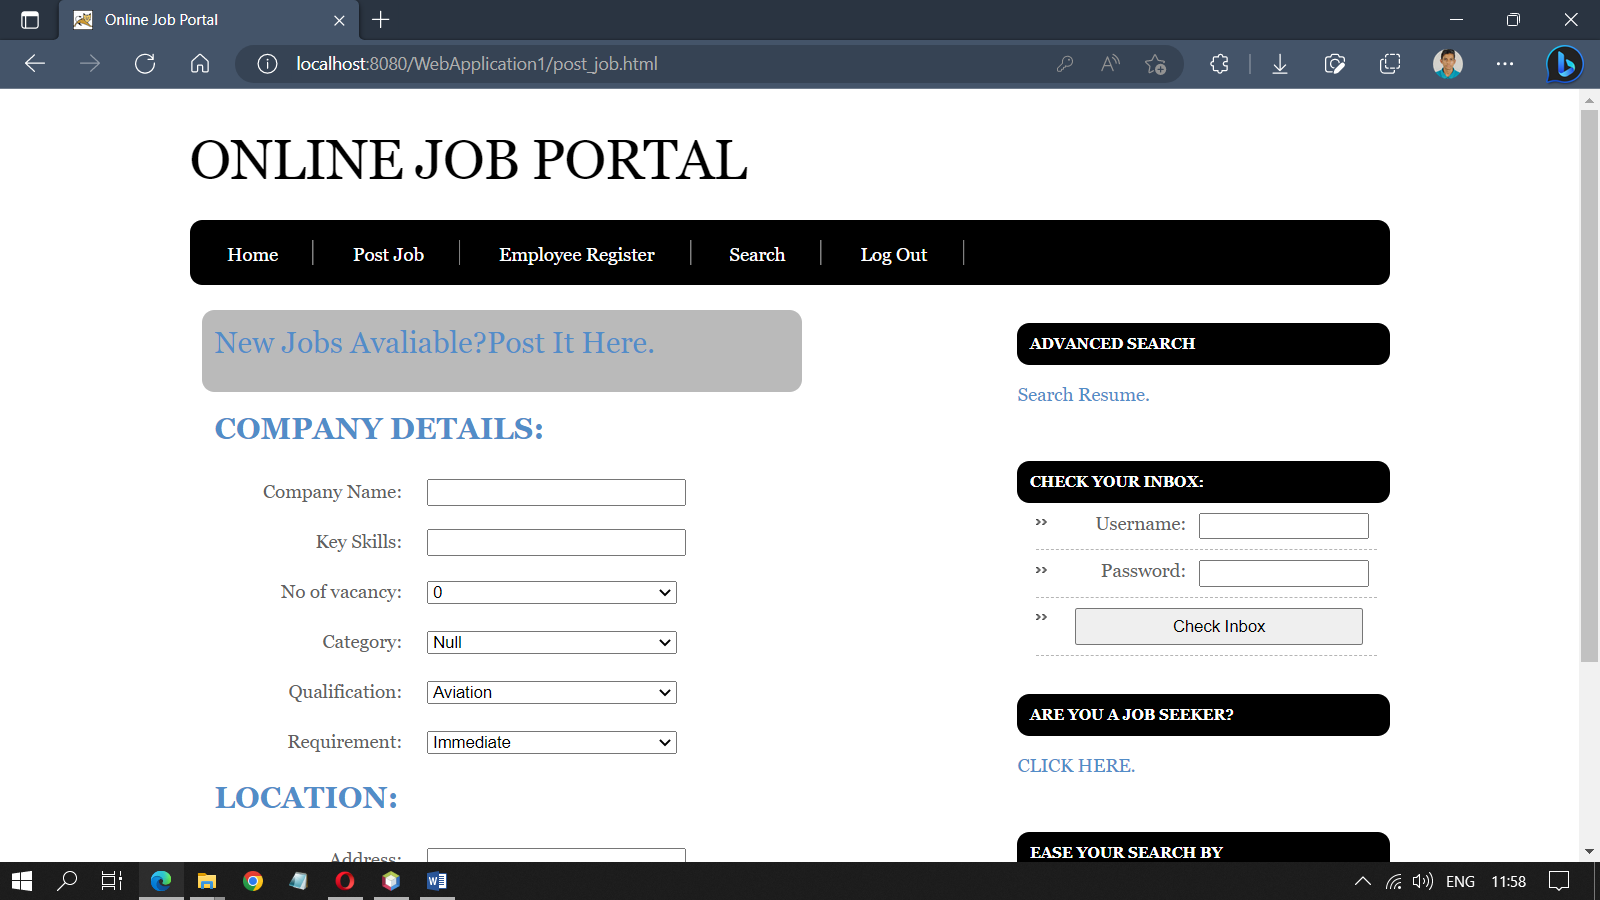 Online Job Portal
localhost:8080/WebApplication1/post_job.html
ONLINE JOB PORTAL
Home
Post Job
Employee Register
Search
Log Out
New Jobs Avaliable?Post It Here.
COMPANY DETAILS:
Company Name:
Key Skills:
No of vacancy: 0
Category: Null
Qualification: Aviation
Requirement: Immediate
LOCATION:
Address:
ADVANCED SEARCH
Search Resume.
CHECK YOUR INBOX:
>> Username:
>> Password:
>> Check Inbox
ARE YOU A JOB SEEKER?
CLICK HERE.
EASE YOUR SEARCH BY
ENG 11:58